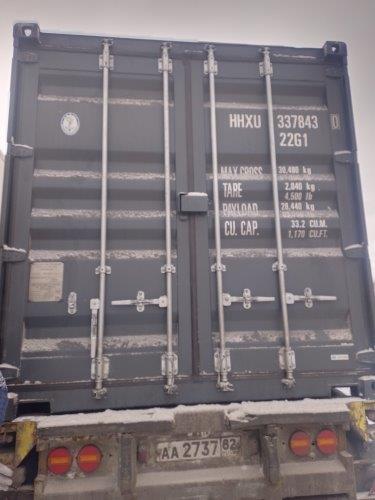 HHXU 337843 0
22G1
MAX GROSS 30,480 kg
TARE 2,040 kg
4,500 lb
PAYLOAD 28,440 kg
CU. CAP. 33.2 CU.M.
1,170 CU.FT.
AA 2737 82